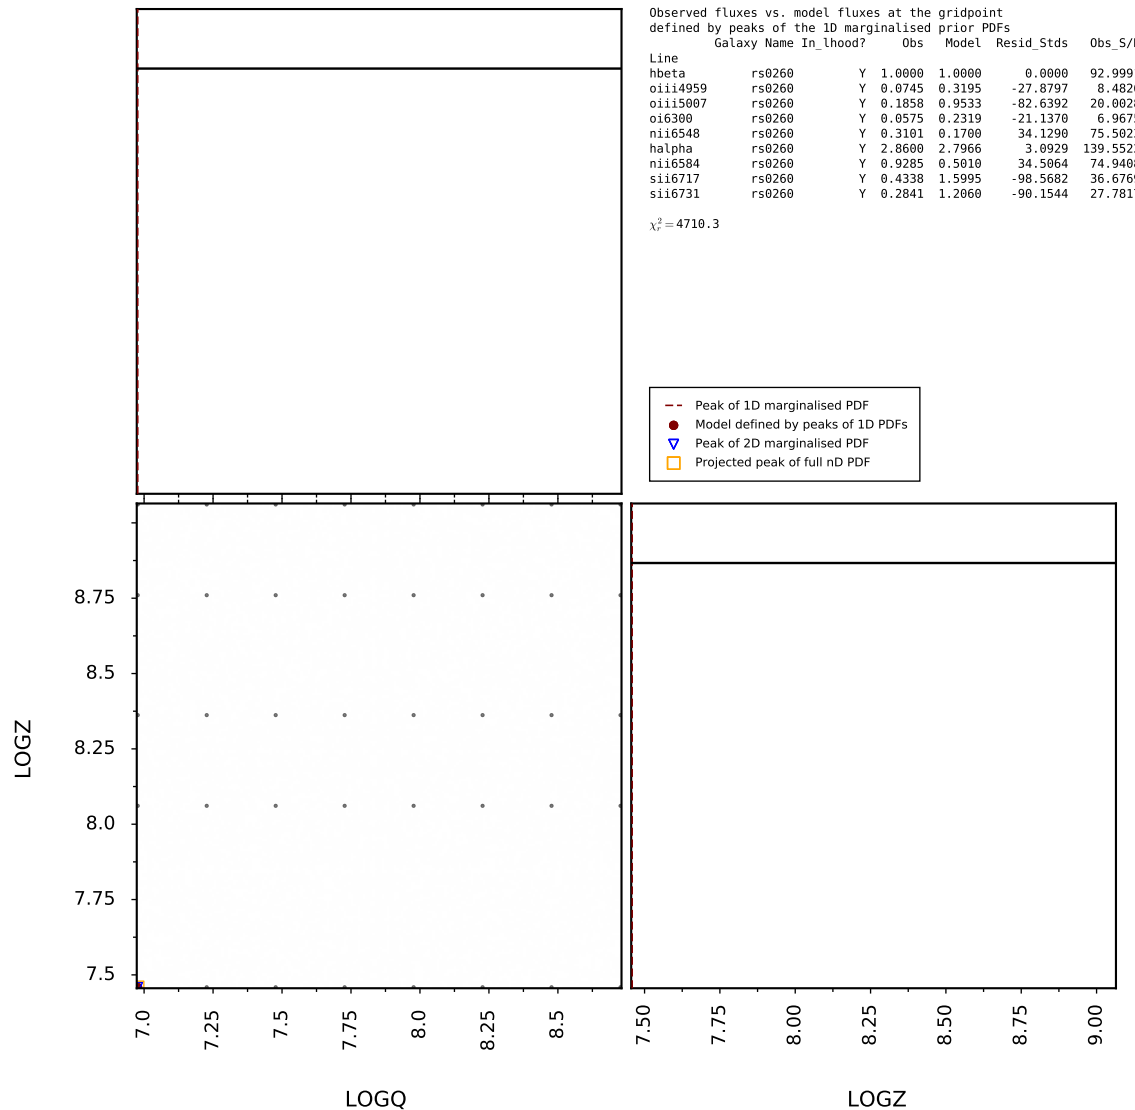 Observed fluxes vs. model fluxes at the gridpoint
defined by peaks of the 1D marginalised prior PDFs
Galaxy Name In_lhood? Obs Model Resid_Stds
Line
hbeta rs0260 Y 1.0000 1.0000 0.0000 92.999
oiii4959 rs0260 Y 0.0745 0.3195 -27.8797
oiii5007 rs0260 Y 0.1858 0.9533 -82.6392
oi6300 rs0260 Y 0.0575 0.2319 -21.1370
nii6548 rs0260 Y 0.3101 0.1700 34.1290
halpha rs0260 Y 2.8600 2.7966 3.0929
nii6584 rs0260 Y 0.9285 0.5010 34.5064
sii6717 rs0260 Y 0.4338 1.5995 -98.5682
sii6731 rs0260 Y 0.2841 1.2060 -90.1544
χ²ᵣ = 4710.3
Peak of 1D marginalised PDF
Model defined by peaks of 1D PDFs
Peak of 2D marginalised PDF
Projected peak of full nD PDF
LOGZ
8.75
8.5
8.25
8.0
7.75
7.5
7.0 7.25 7.5 7.75 8.0 8.25 8.5
LOGQ
7.50 7.75 8.00 8.25 8.50 8.75 9.00
LOGZ